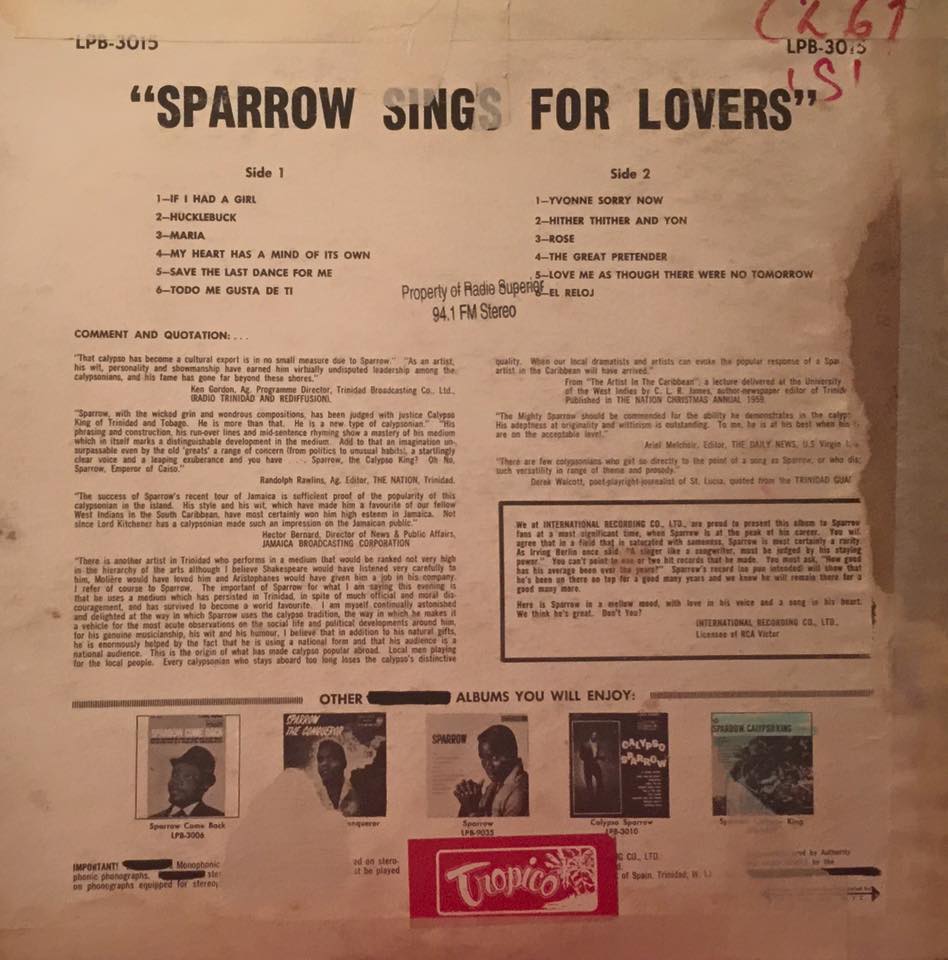 LPB-3015
LPB-3015
C261
'S'
"SPARROW SINGS FOR LOVERS"
Side 1
1—IF I HAD A GIRL
2—HUCKLEBUCK
3—MARIA
4—MY HEART HAS A MIND OF ITS OWN
5—SAVE THE LAST DANCE FOR ME
6—TODO ME GUSTA DE TI
Side 2
1—YVONNE SORRY NOW
2—HITHER THITHER AND YON
3—ROSE
4—THE GREAT PRETENDER
5—LOVE ME AS THOUGH THERE WERE NO TOMORROW
6—EL RELOJ
Property of Radio Superior
94.1 FM Stereo
COMMENT AND QUOTATION: . . .
"That calypso has become a cultural export is in no small measure due to Sparrow." "As an artist,
his wit, personality and showmanship have earned him virtually undisputed leadership among the
calypsonians, and his fame has gone far beyond these shores."
Ken Gordon, Ag. Programme Director, Trinidad Broadcasting Co., Ltd.,
(RADIO TRINIDAD AND REDIFFUSION).
"Sparrow, with the wicked grin and wondrous compositions, has been judged with justice Calypso
King of Trinidad and Tobago. He is more than that. He is a new type of calypsonian." "His
phrasing and construction, his run-over lines and mid-sentence rhyming show a mastery of his medium
which in itself marks a distinguishable development in the medium. Add to that an imagination un-
surpassable even by the old 'greats' a range of concern (from politics to unusual habits), a startlingly
clear voice and a leaping exuberance and you have . . . Sparrow, the Calypso King? Oh No,
Sparrow, Emperor of Caiso."
Randolph Rawlins, Ag. Editor, THE NATION, Trinidad.
"The success of Sparrow's recent tour of Jamaica is sufficient proof of the popularity of this
calypsonian in the island. His style and his wit, which have made him a favourite of our fellow
West Indians in the South Caribbean, have most certainly won him high esteem in Jamaica. Not
since Lord Kitchener has a calypsonian made such an impression on the Jamaican public."
Hector Bernard, Director of News & Public Affairs,
JAMAICA BROADCASTING CORPORATION
"There is another artist in Trinidad who performs in a medium that would be ranked not very high
in the hierarchy of the arts although I believe Shakespeare would have listened very carefully to
him, Molière would have loved him and Aristophanes would have given him a job in his company.
I refer of course to Sparrow. The important of Sparrow for what I am saying this evening is
that he uses a medium which has persisted in Trinidad, in spite of much official and moral dis-
couragement, and has survived to become a world favourite. I am myself continually astonished
and delighted at the way in which Sparrow uses the calypso tradition, the way in which he makes it
a vehicle for the most acute observations on the social life and political developments around him,
for his genuine musicianship, his wit and his humour. I believe that in addition to his natural gifts,
he is enormously helped by the fact that he is using a national form and that his audience is a
national audience. This is the origin of what has made calypso popular abroad. Local men playing
for the local people. Every calypsonian who stays aboard too long loses the calypso's distinctive
quality. When our local dramatists and artists can evoke the popular response of a Spar
artist in the Caribbean will have arrived."
From "The Artist In The Caribbean", a lecture delivered at the University
of the West Indies by C. L. R. James, author-newspaper editor of Trinid
Published in THE NATION CHRISTMAS ANNUAL 1959.
"The Mighty Sparrow should be commended for the ability he demonstrates in the calyps
His adeptness at originality and witticism is outstanding. To me, he is at his best when his
are on the acceptable level."
Ariel Melchoir, Editor, THE DAILY NEWS, U.S Virgin
"There are few calypsonians who get so directly to the point of a song as Sparrow, or who dis
such versatility in range of theme and prosody."
Derek Walcott, poet-playright-journalist of St. Lucia, quoted from the TRINIDAD GUAR
We at INTERNATIONAL RECORDING CO., LTD., are proud to present this album to Sparrow
fans at a most significant time, when Sparrow is at the peak of his career. You will
agree that in a field that is saturated with sameness, Sparrow is most certainly a rarity.
As Irving Berlin once said, "A singer like a songwriter, must be judged by his staying
power." You can't point to one or two hit records that he made. You must ask, "How good
has his average been over the years?" Sparrow's record (no pun intended) will show that
he's been up there on top for a good many years and we know he will remain there for a
good many more.
Here is Sparrow in a mellow mood, with love in his voice and a song in his heart.
We think he's great. Don't You?
INTERNATIONAL RECORDING CO., LTD.,
Licensee of RCA Victor
OTHER ALBUMS YOU WILL ENJOY:
SPARROW COME BACK
SPARROW
THE CONQUEROR
SPARROW
CALYPSO
SPARROW
SPARROW CALYPSO KING
Sparrow Come Back
LPB-3006
nqueror
Sparrow
LPB-9035
Calypso Sparrow
LPB-3010
Sp King
IMPORTANT! Monophonic
ed on stereo-
phonic phonographs. ste
st be played
on phonographs equipped for stereo
Tropico
G CO., LTD.
of Spain, Trinidad, W. I.
ed by Authority
by the